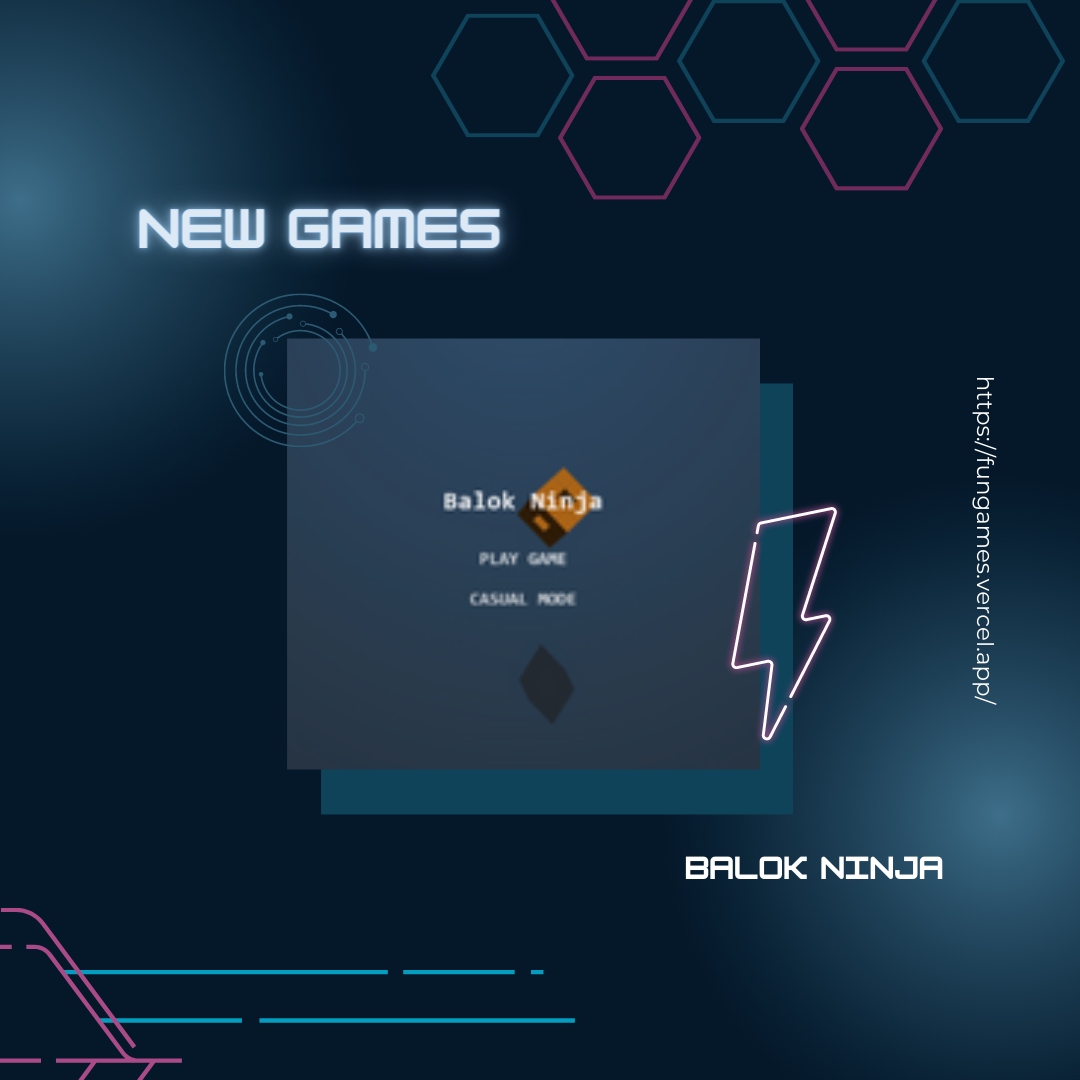 NEW GAMES
Balok Ninja
PLAY GAME
CASUAL MODE
https://fungames.vercel.app/
BALOK NINJA